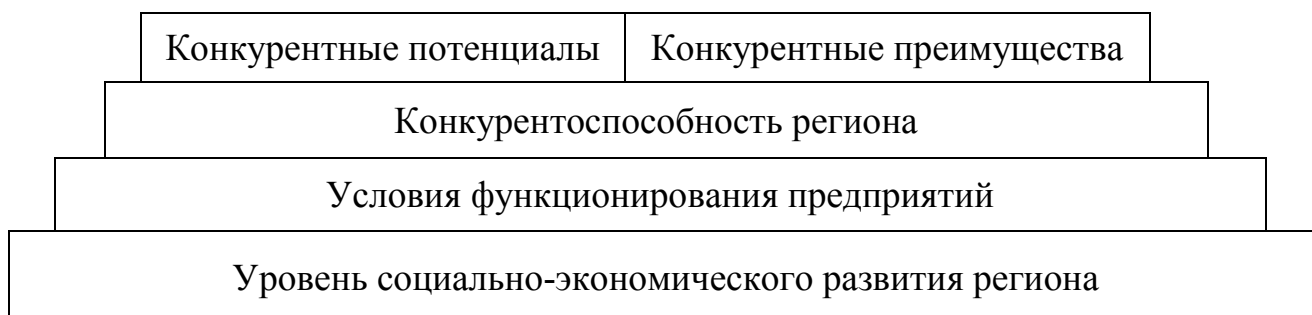 Конкурентные потенциалы Конкурентные преимущества
Конкурентоспособность региона
Условия функционирования предприятий
Уровень социально-экономического развития региона